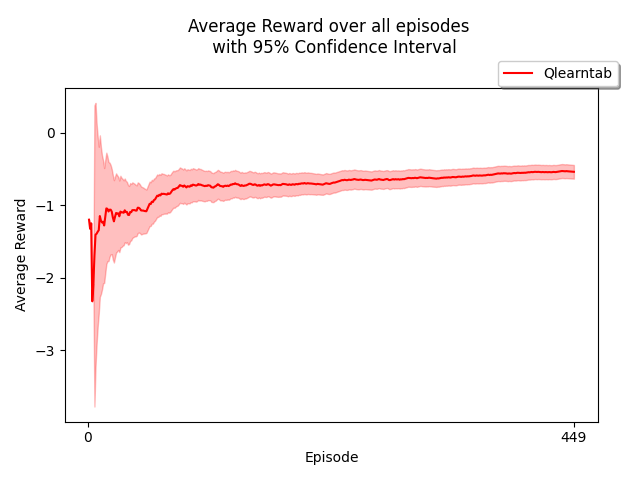 Average Reward over all episodes
with 95% Confidence Interval
Qlearntab
Average Reward
0
−1
−2
−3
0
449
Episode